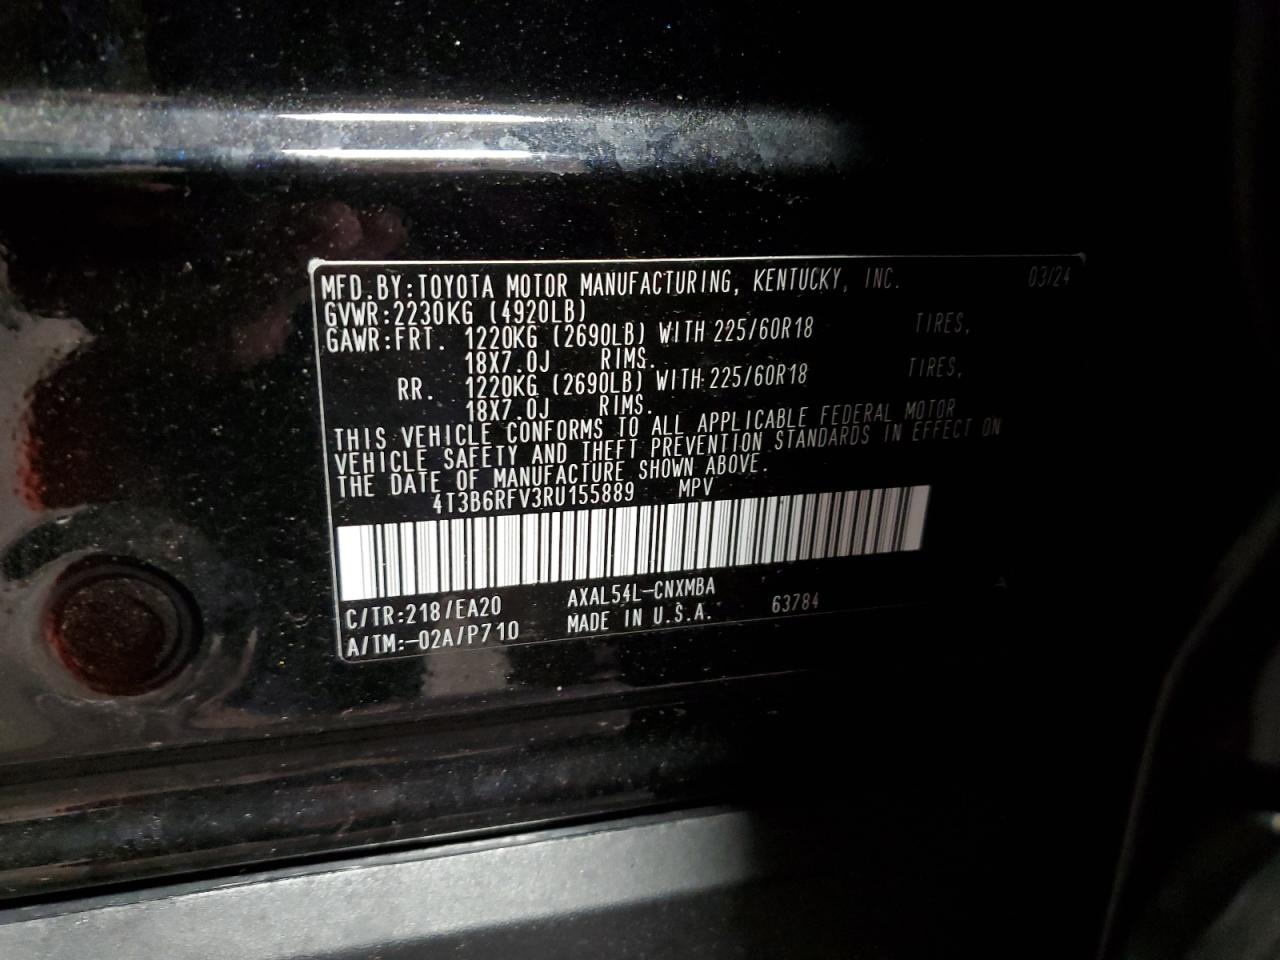 MFD.BY:TOYOTA MOTOR MANUFACTURING, KENTUCKY, INC. 03/24
GVWR:2230KG (4920LB)
GAWR:FRT. 1220KG (2690LB) WITH 225/60R18 TIRES,
18X7.0J RIMS.
RR. 1220KG (2690LB) WITH 225/60R18 TIRES,
18X7.0J RIMS.
THIS VEHICLE CONFORMS TO ALL APPLICABLE FEDERAL MOTOR
VEHICLE SAFETY AND THEFT PREVENTION STANDARDS IN EFFECT ON
THE DATE OF MANUFACTURE SHOWN ABOVE.
4T3B6RFV3RU155889 MPV
C/TR:218/EA20 AXAL54L-CNXMBA 63784 A
A/TM:-02A/P710 MADE IN U.S.A.